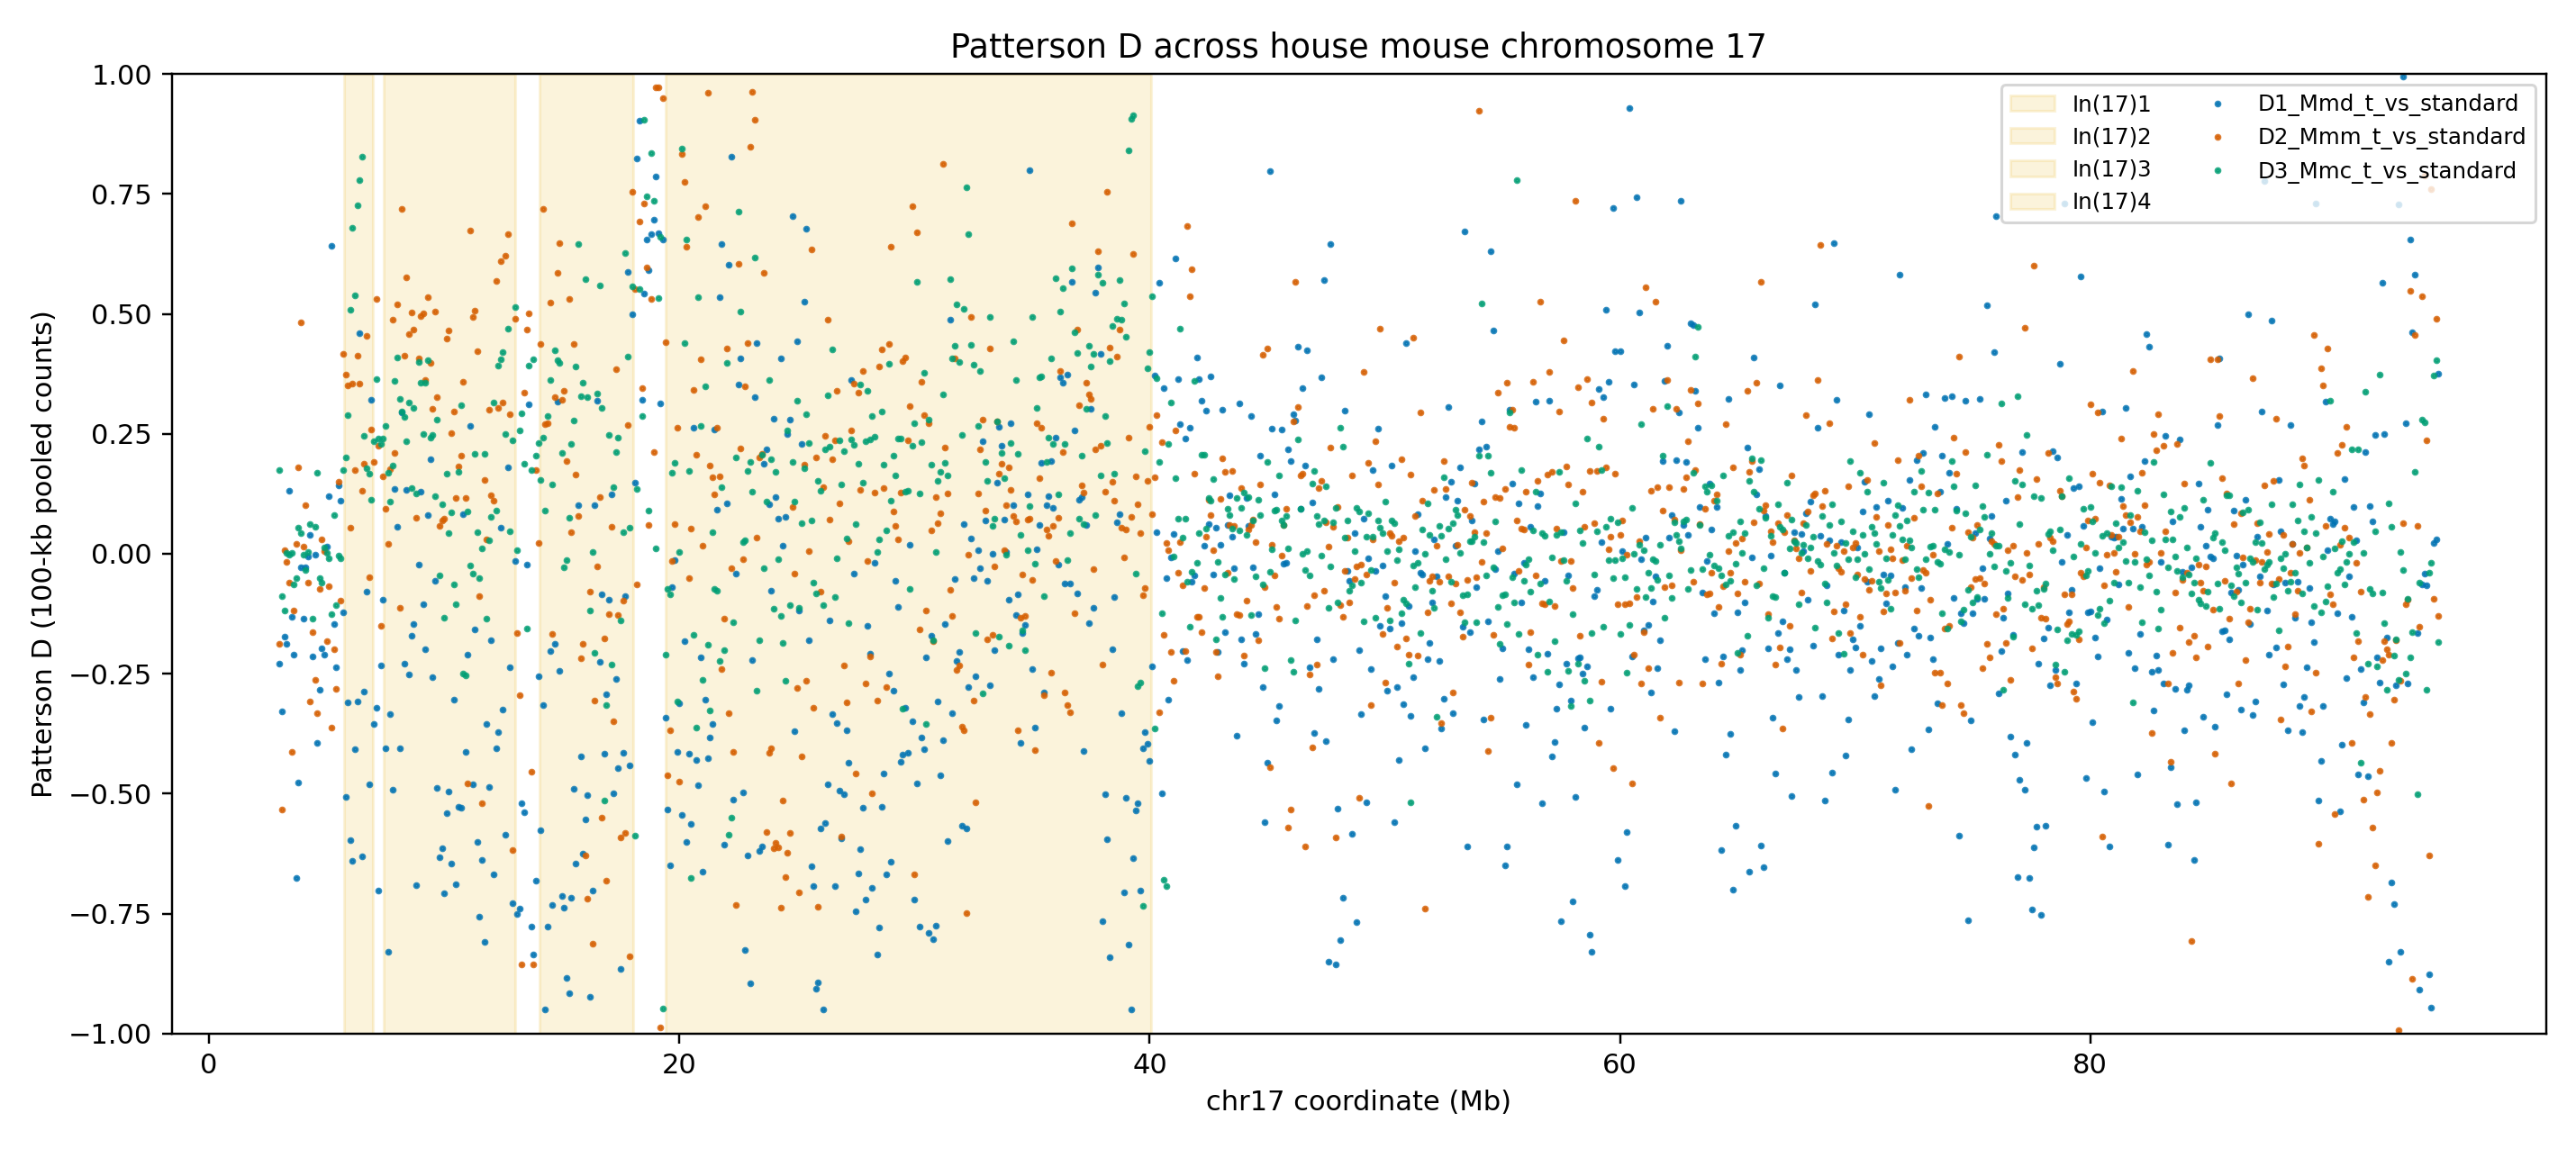 Patterson D across house mouse chromosome 17
Patterson D (100-kb pooled counts)
1.00
0.75
0.50
0.25
0.00
−0.25
−0.50
−0.75
−1.00
In(17)1
In(17)2
In(17)3
In(17)4
D1_Mmd_t_vs_standard
D2_Mmm_t_vs_standard
D3_Mmc_t_vs_standard
0
20
40
60
80
chr17 coordinate (Mb)